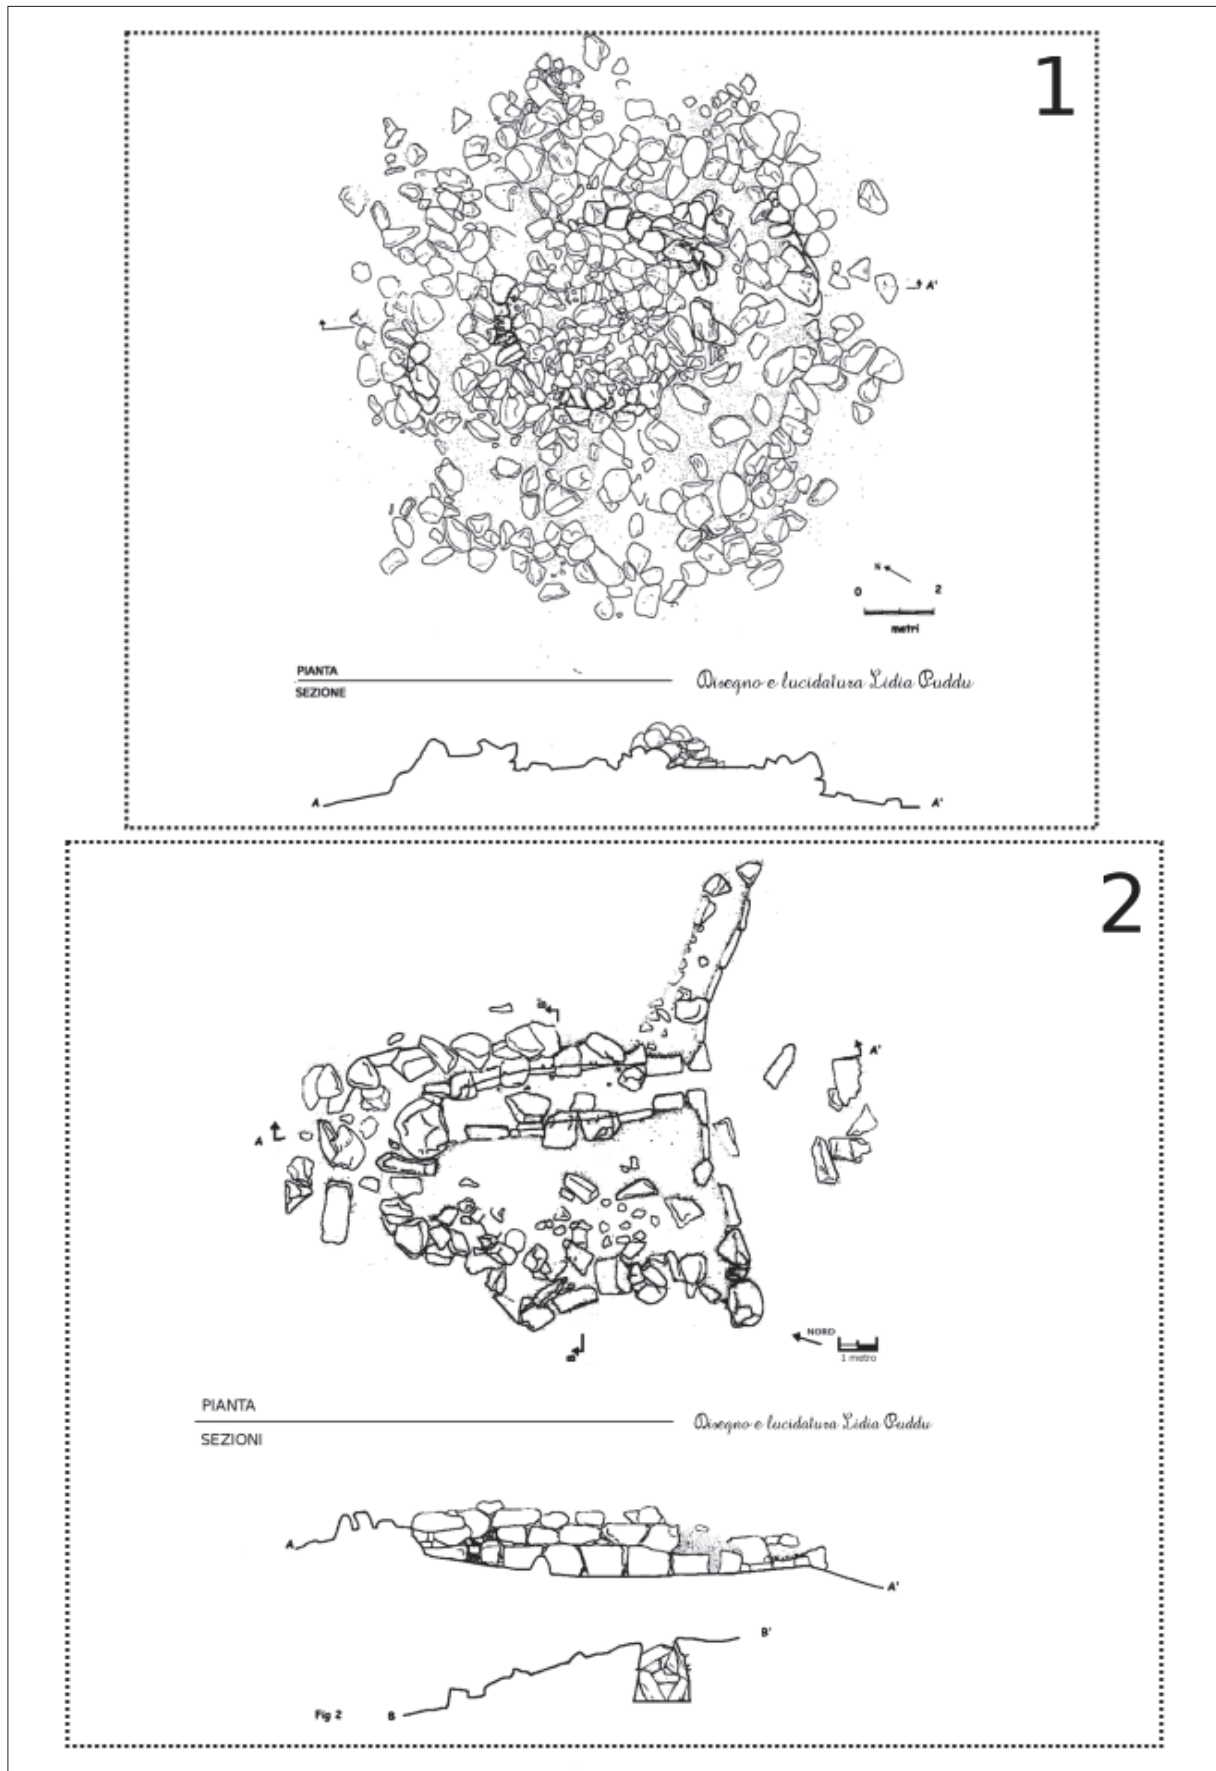 1
A'
N
0 2
metri
PIANTA
Disegno e lucidatura Lidia Puddu
SEZIONE
A A'
2
B'
A'
A
NORD
1 metro
B
PIANTA
Disegno e lucidatura Lidia Puddu
SEZIONI
A
A'
B'
Fig 2 B